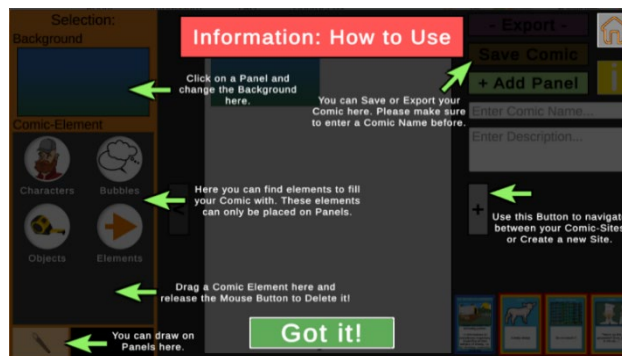 Selection:
Background
Information: How to Use
- Export -
Save Comic
+ Add Panel
Click on a Panel and
change the Background
here.
You can Save or Export your
Comic here. Please make sure
to enter a Comic Name before.
Enter Comic Name...
Enter Description...
Comic-Element
Characters
Bubbles
Objects
Elements
Here you can find elements to fill
your Comic with. These elements
can only be placed on Panels.
<
+
Use this Button to navigate
between your Comic-Sites
or Create a new Site.
Drag a Comic Element here and
release the Mouse Button to Delete it!
You can draw on
Panels here.
Got it!